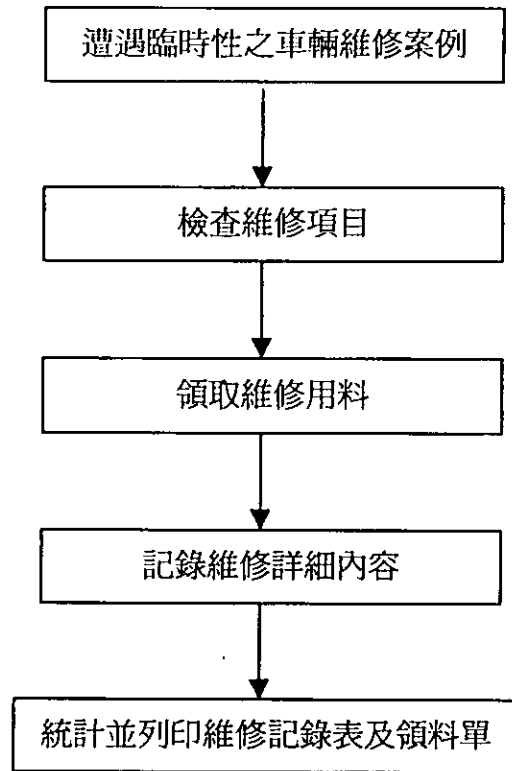 遭遇臨時性之車輛維修案例
檢查維修項目
領取維修用料
記錄維修詳細內容
統計並列印維修記錄表及領料單